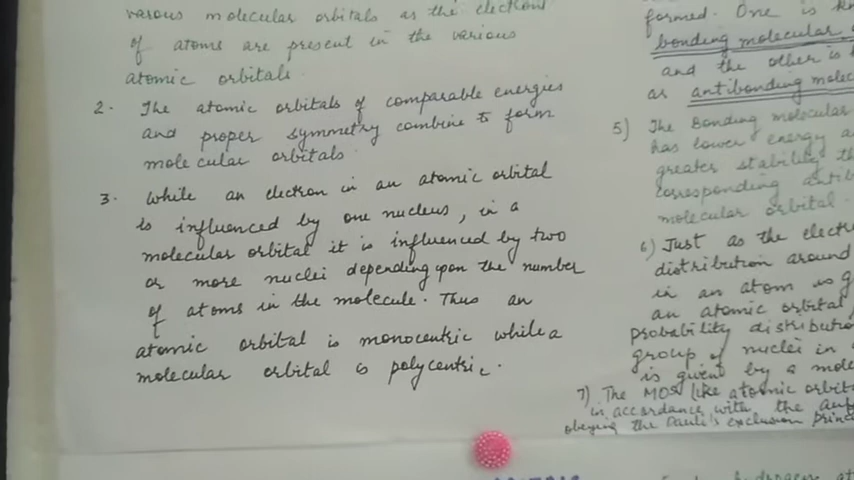 various molecular orbitals as the electrons
of atoms are present in the various
atomic orbitals
2. The atomic orbitals of comparable energies
and proper symmetry combine to form
molecular orbitals
3. While an electron in an atomic orbital
is influenced by one nucleus, in a
molecular orbital it is influenced by two
or more nuclei depending upon the number
of atoms in the molecule. Thus an
atomic orbital is monocentric while a
molecular orbital is polycentric.
formed. One is
bonding molecular
and the other is
as antibonding
5) The Bonding molecular
has lower energy
greater stability
corresponding
molecular orbital.
6) Just as the
distribution around
in an atom is
an atomic orbital
probability
group of nuclei in
is given by a
7) The MOs like atomic
in accordance with the
obeying the Pauli's exclusion